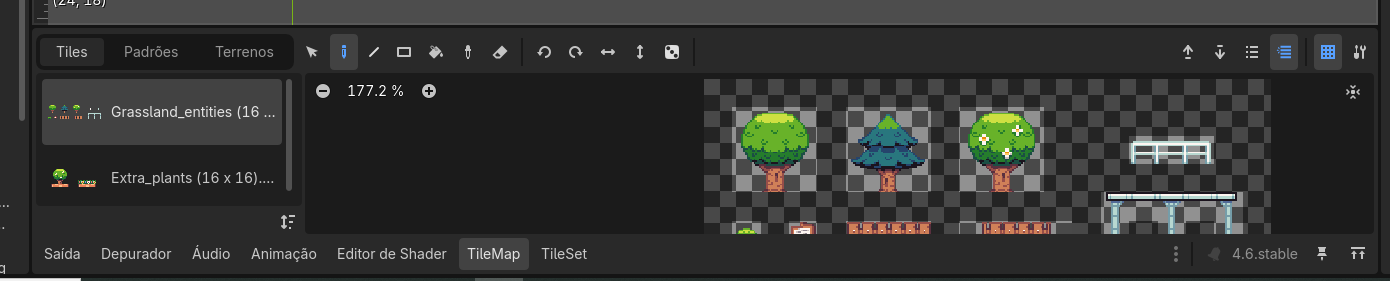 (24, 18)
Tiles Padrões Terrenos
177.2 %
Grassland_entities (16 ...
Extra_plants (16 x 16)....
Saída Depurador Áudio Animação Editor de Shader TileMap TileSet 4.6.stable